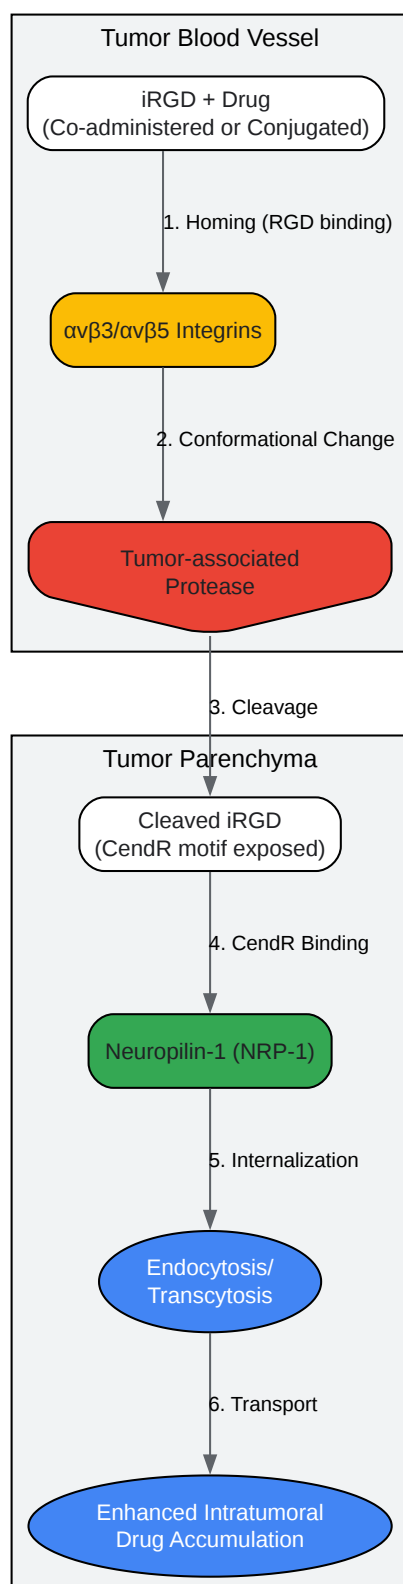 Tumor Blood Vessel
iRGD + Drug
(Co-administered or Conjugated)
1. Homing (RGD binding)
αvβ3/αvβ5 Integrins
2. Conformational Change
Tumor-associated
Protease
3. Cleavage
Tumor Parenchyma
Cleaved iRGD
(CendR motif exposed)
4. CendR Binding
Neuropilin-1 (NRP-1)
5. Internalization
Endocytosis/
Transcytosis
6. Transport
Enhanced Intratumoral
Drug Accumulation